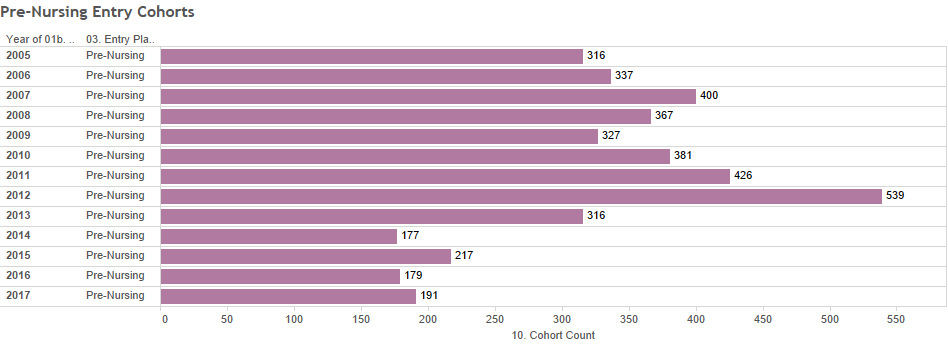 Pre-Nursing Entry Cohorts
Year of 01b. .. 03. Entry Pla..
2005 Pre-Nursing 316
2006 Pre-Nursing 337
2007 Pre-Nursing 400
2008 Pre-Nursing 367
2009 Pre-Nursing 327
2010 Pre-Nursing 381
2011 Pre-Nursing 426
2012 Pre-Nursing 539
2013 Pre-Nursing 316
2014 Pre-Nursing 177
2015 Pre-Nursing 217
2016 Pre-Nursing 179
2017 Pre-Nursing 191
0 50 100 150 200 250 300 350 400 450 500 550
10. Cohort Count